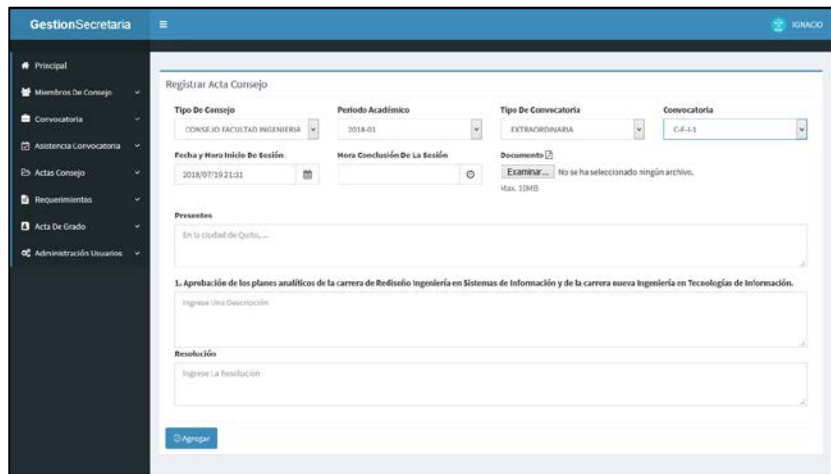 GestionSecretaria
IGNACIO
Principal
Miembros De Consejo
Convocatoria
Asistencia Convocatoria
Actas Consejo
Requerimientos
Acta De Grado
Administración Usuarios
Registrar Acta Consejo
Tipo De Consejo Periodo Académico Tipo De Convocatoria Convocatoria
CONSEJO FACULTAD INGENIERIA 2018-01 EXTRAORDINARIA C-F-I-1
Fecha y Hora Inicio De Sesión Hora Conclusión De La Sesión Documento
2018/07/19 21:31 Examinar... No se ha seleccionado ningún archivo.
Max. 10MB
Presentes
En la ciudad de Quito,...
1. Aprobación de los planes analíticos de la carrera de Rediseño Ingeniería en Sistemas de Información y de la carrera nueva Ingeniería en Tecnologías de Información.
Ingrese Una Descripción
Resolución
Ingrese La Resolución
Agregar